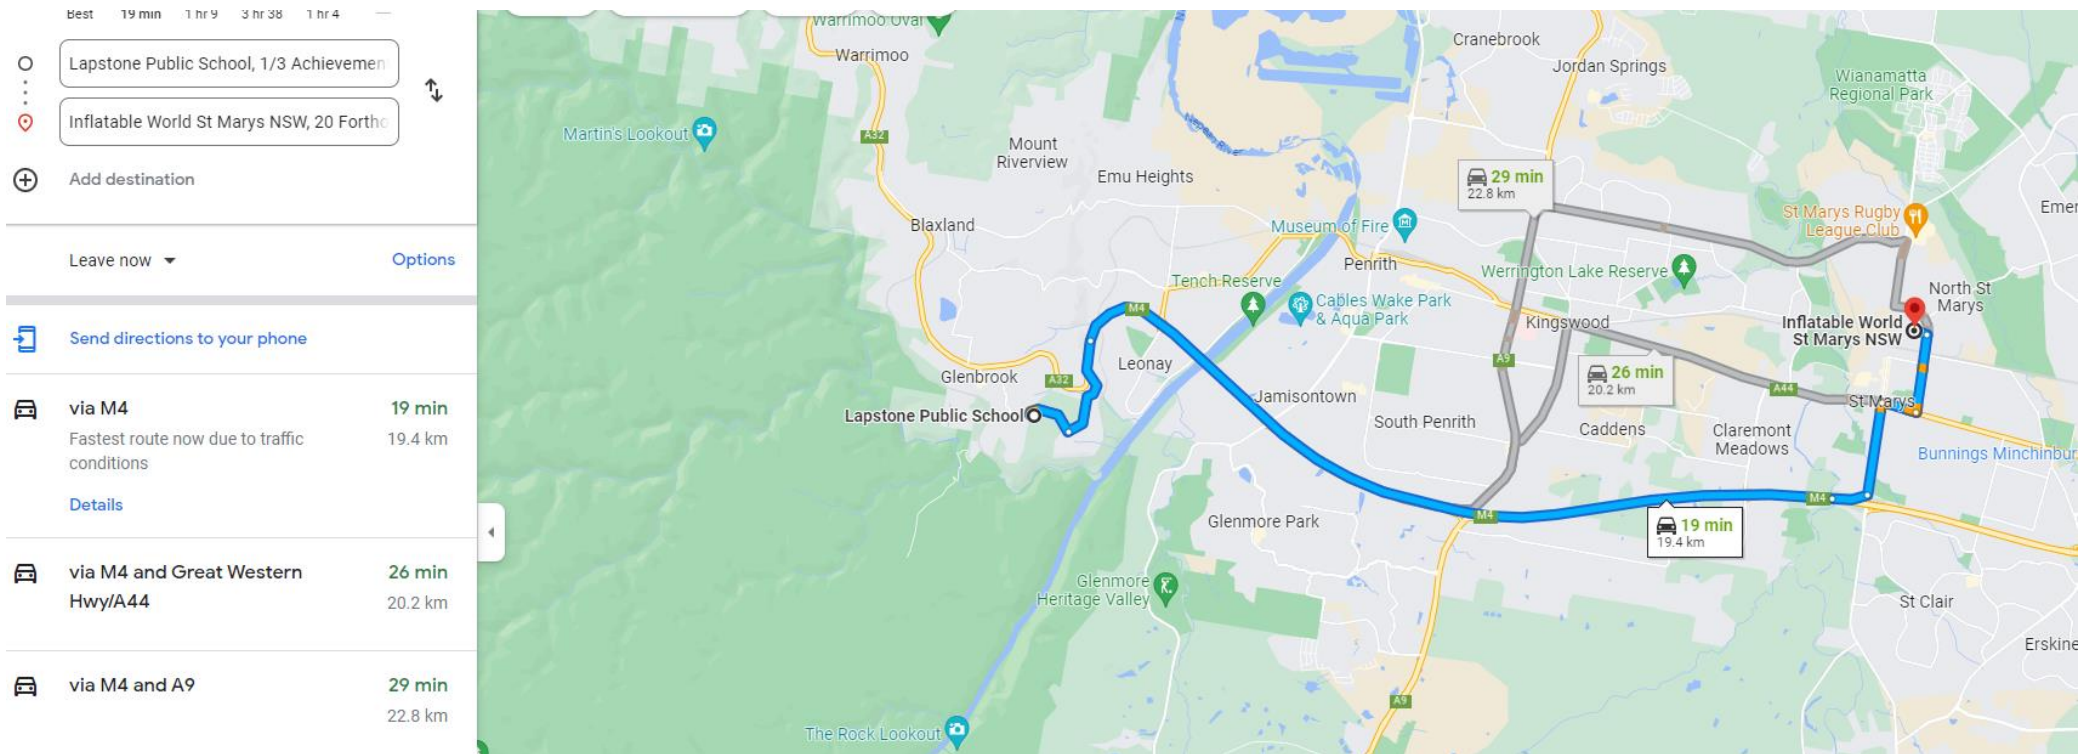 Best 19 min 1 hr 9 3 hr 38 1 hr 4 —
Lapstone Public School, 1/3 Achievemen
Inflatable World St Marys NSW, 20 Fortho
Add destination
Leave now
Options
Send directions to your phone
via M4
19 min
Fastest route now due to traffic
19.4 km
conditions
Details
via M4 and Great Western
26 min
Hwy/A44
20.2 km
via M4 and A9
29 min
22.8 km
Warrimoo Oval
Warrimoo
Cranebrook
Jordan Springs
Wianamatta
Regional Park
Martin's Lookout
A32
Nepean River
Mount
Riverview
Emu Heights
29 min
22.8 km
Blaxland
Museum of Fire
St Marys Rugby
League Club
Emer
Penrith
Werrington Lake Reserve
Tench Reserve
North St
Marys
Cables Wake Park
& Aqua Park
M4
Kingswood
Inflatable World
St Marys NSW
Leonay
A9
Glenbrook
A32
26 min
20.2 km
A44
Jamisontown
St Marys
Lapstone Public School
South Penrith
Caddens
Claremont
Meadows
Bunnings Minchinbur
M4
M4
Glenmore Park
19 min
19.4 km
Glenmore
Heritage Valley
St Clair
Erskine
A9
The Rock Lookout